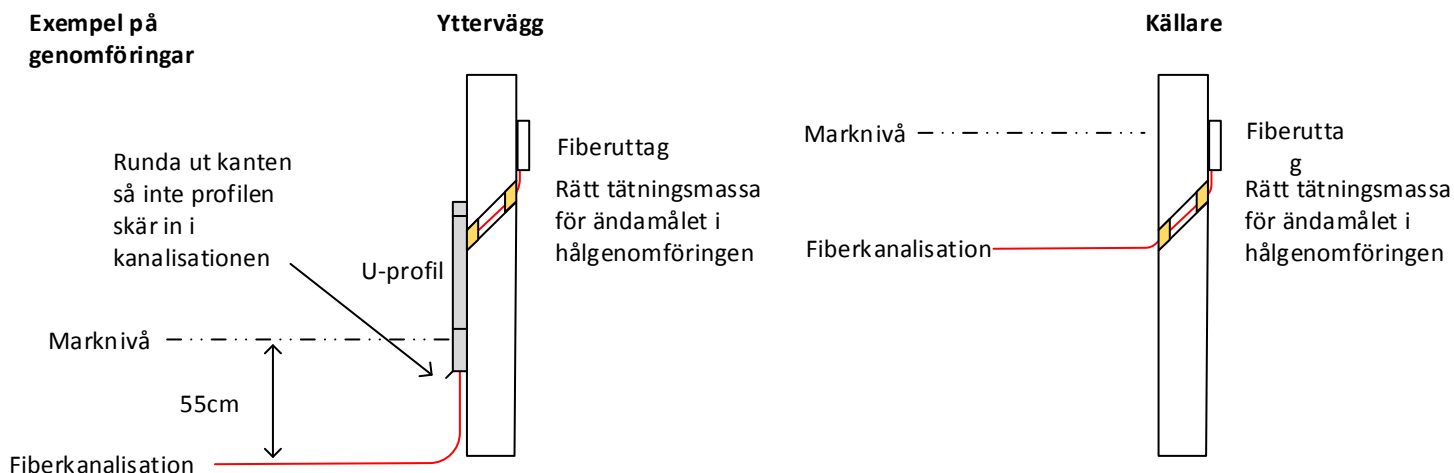 Exempel på
genomföringar
Yttervägg
Runda ut kanten
så inte profilen
skär in i
kanalisationen
U-profil
Fiberuttag
Rätt tätningsmassa
för ändamålet i
hålgenomföringen
Marknivå
55cm
Fiberkanalisation
Källare
Marknivå
Fiberutta
g
Rätt tätningsmassa
för ändamålet i
hålgenomföringen
Fiberkanalisation